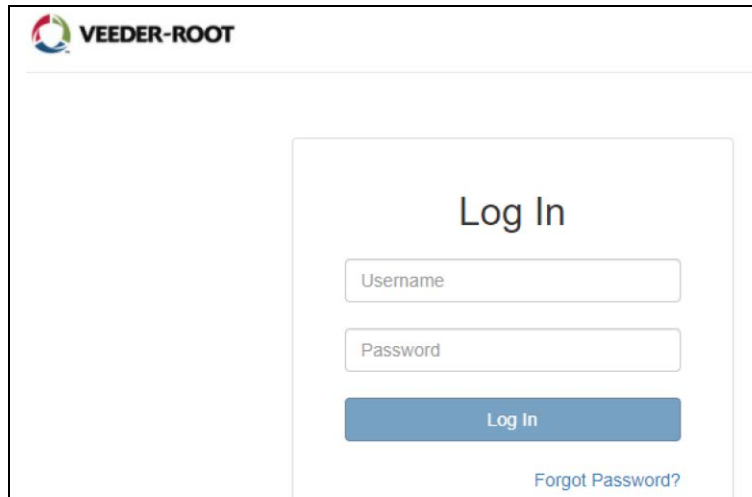 VEEDER-ROOT
Log In
Username
Password
Log In
Forgot Password?